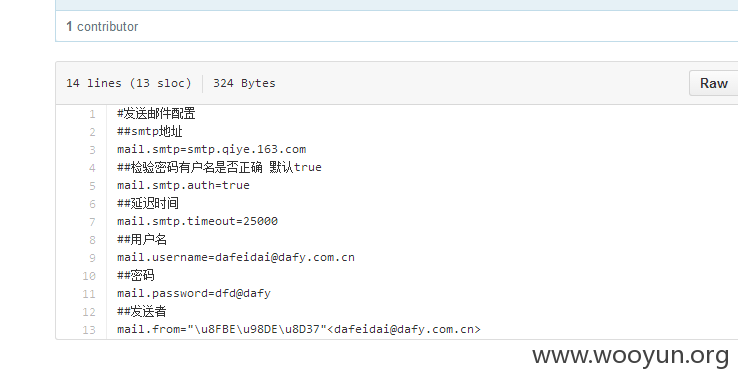 1 contributor
14 lines (13 sloc) 324 Bytes Raw
1 #发送邮件配置
2 ##smtp地址
3 mail.smtp=smtp.qiye.163.com
4 ##检验密码有户名是否正确 默认true
5 mail.smtp.auth=true
6 ##延迟时间
7 mail.smtp.timeout=25000
8 ##用户名
9 mail.username=dafeidai@dafy.com.cn
10 ##密码
11 mail.password=dfd@dafy
12 ##发送者
13 mail.from="\u8FBE\u98DE\u8D37"<dafeidai@dafy.com.cn>
www.wooyun.org